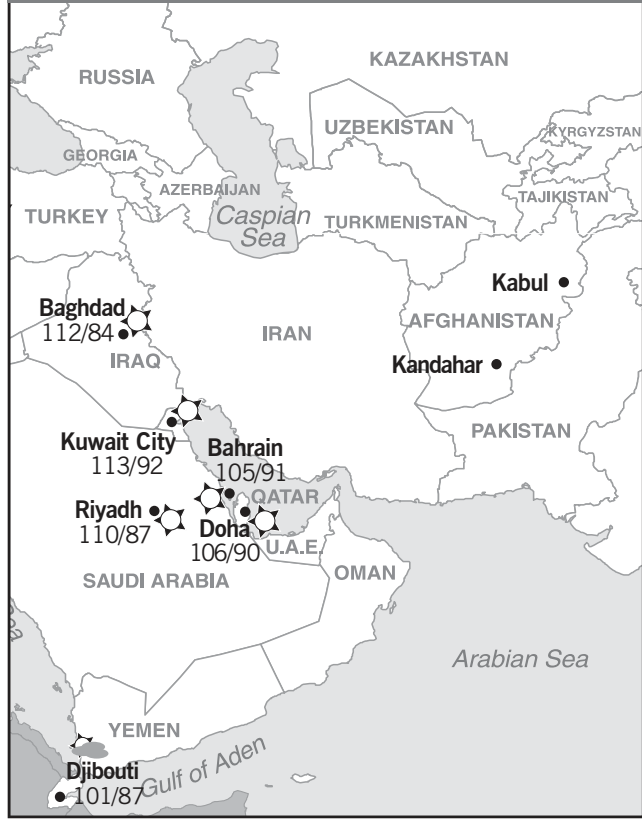 KAZAKHSTAN
RUSSIA
UZBEKISTAN
KYRGYZSTAN
GEORGIA
AZERBAIJAN
TAJIKISTAN
TURKEY
Caspian
Sea
TURKMENISTAN
Kabul
Baghdad
112/84
AFGHANISTAN
IRAN
IRAQ
Kandahar
Kuwait City
113/92
PAKISTAN
Bahrain
105/91
QATAR
Riyadh
110/87
Doha
106/90
U.A.E.
OMAN
SAUDI ARABIA
Arabian Sea
YEMEN
Gulf of Aden
Djibouti
101/87